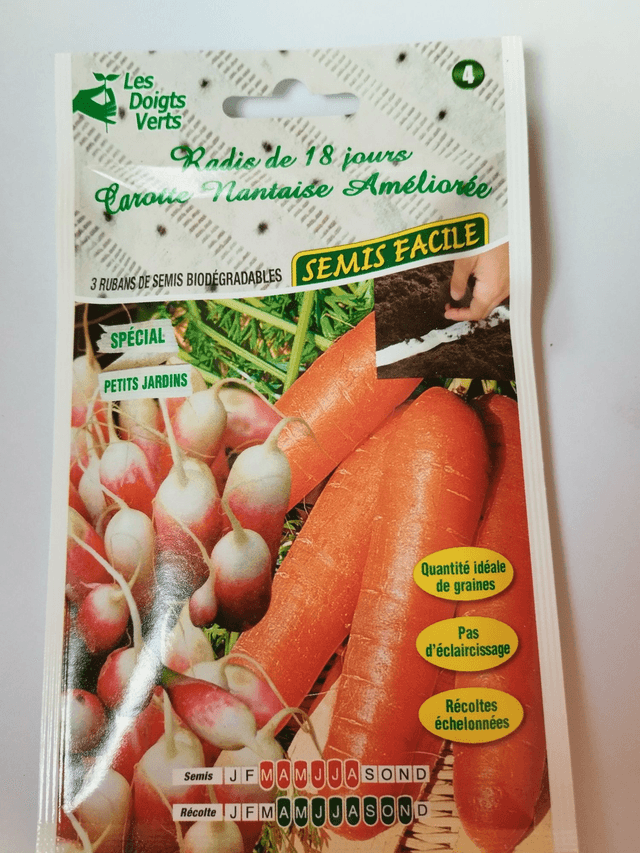 4
Les
Doigts
Verts
Radis de 18 jours
Carotte Nantaise Améliorée
3 RUBANS DE SEMIS BIODÉGRADABLES
SEMIS FACILE
SPÉCIAL
PETITS JARDINS
Quantité idéale
de graines
Pas
d'éclaircissage
Récoltes
échelonnées
Semis J F M A M J J A S O N D
Récolte J F M A M J J A S O N D